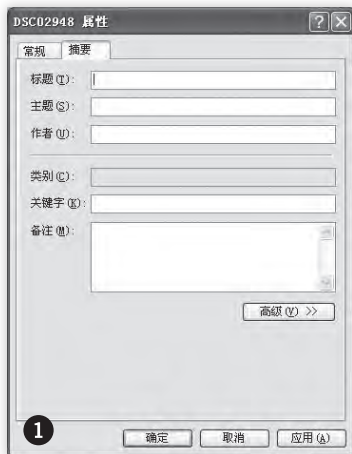 DSC02948 属性
常规 摘要
标题(T):
主题(S):
作者(U):
类别(C):
关键字(K):
备注(M):
高级(V) >>
1
确定 取消 应用(A)